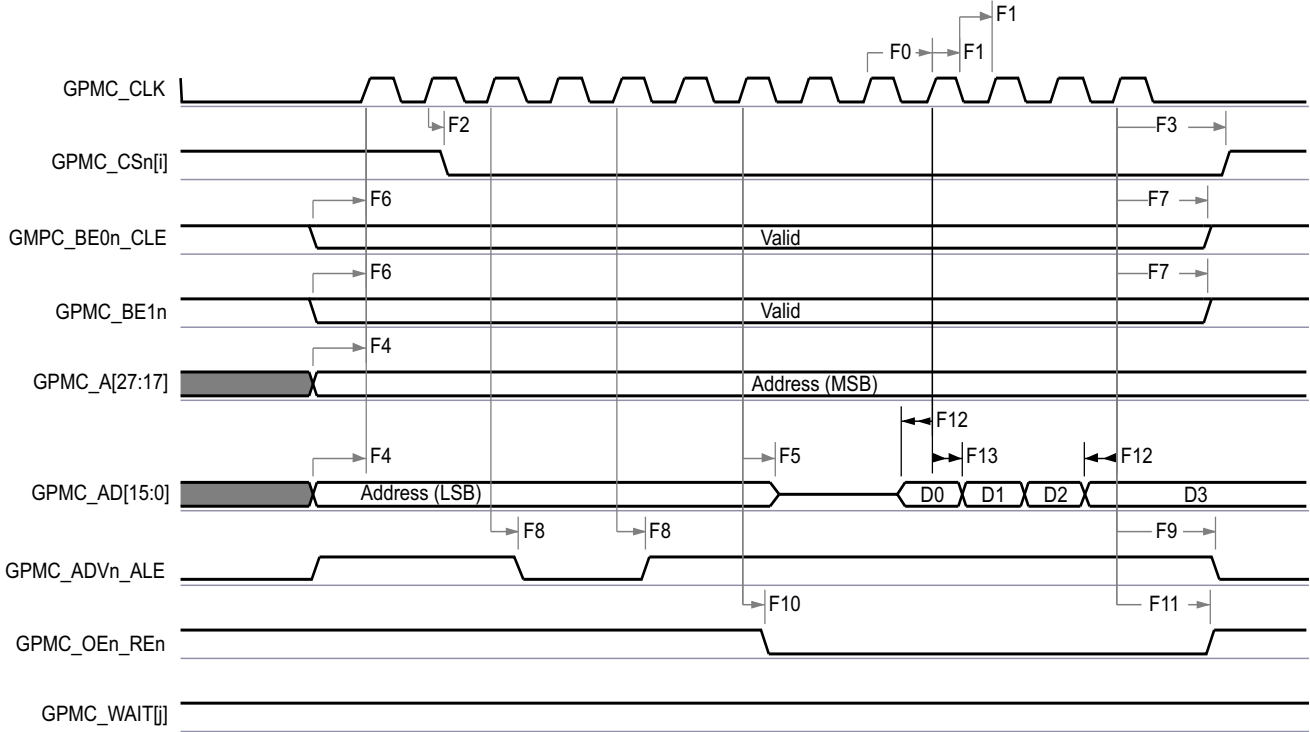 F1
F0 F1
GPMC_CLK
F2 F3
GPMC_CSn[i]
F6 F7
GMPC_BE0n_CLE Valid
F6 F7
GPMC_BE1n Valid
F4
GPMC_A[27:17] Address (MSB)
F12
F4 F5 F13 F12
GPMC_AD[15:0] Address (LSB) D0 D1 D2 D3
F8 F8 F9
GPMC_ADVn_ALE
F10 F11
GPMC_OEn_REn
GPMC_WAIT[j]